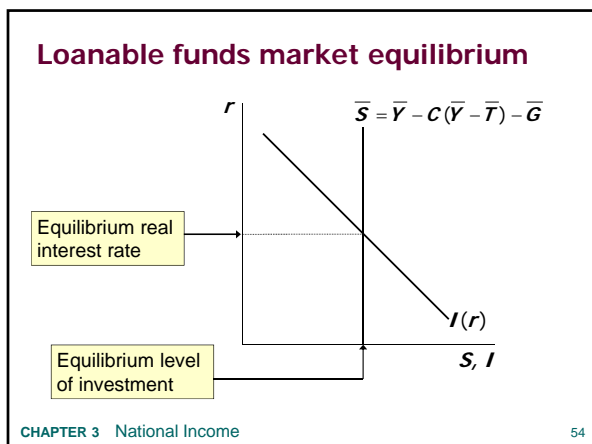 Loanable funds market equilibrium
r
S̅ = Y̅ − C(Y̅ − T̅) − G̅
Equilibrium real
interest rate
I(r)
S, I
Equilibrium level
of investment
CHAPTER 3 National Income 54